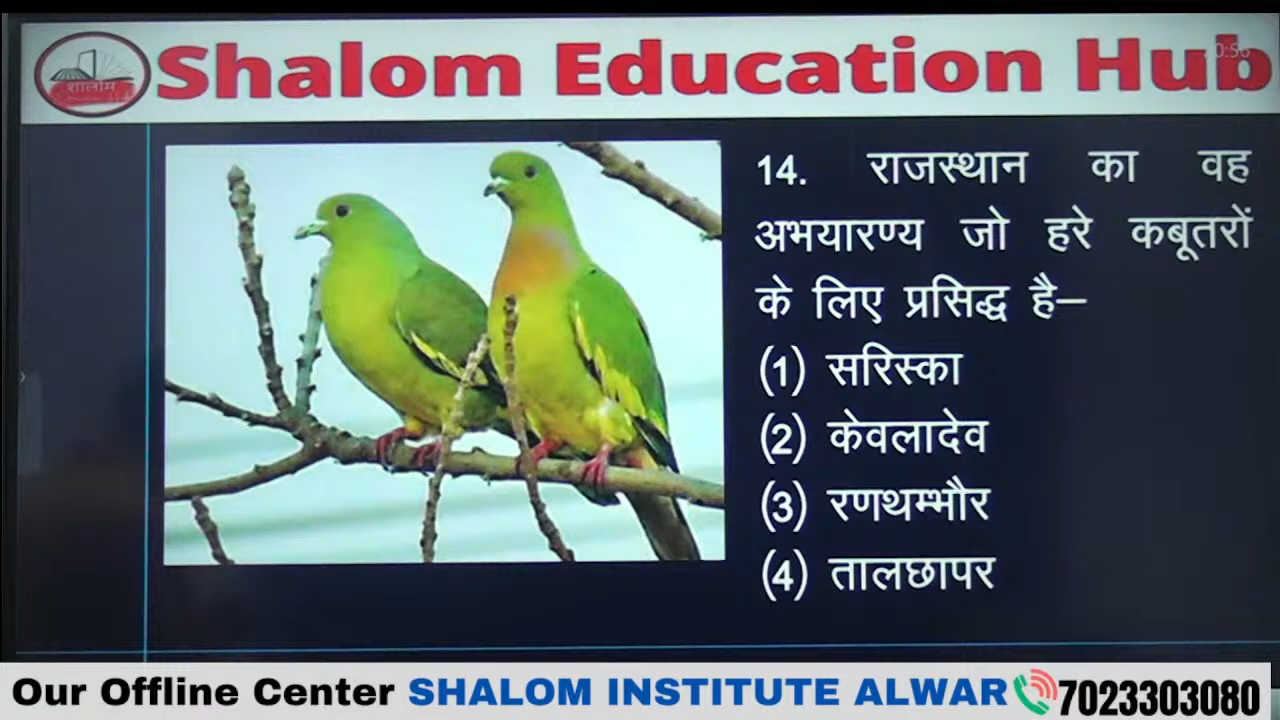 शालोम
Shalom Education Hub
14. राजस्थान का वह
अभयारण्य जो हरे कबूतरों
के लिए प्रसिद्ध है–
(1) सरिस्का
(2) केवलादेव
(3) रणथम्भौर
(4) तालछापर
Our Offline Center SHALOM INSTITUTE ALWAR 7023303080